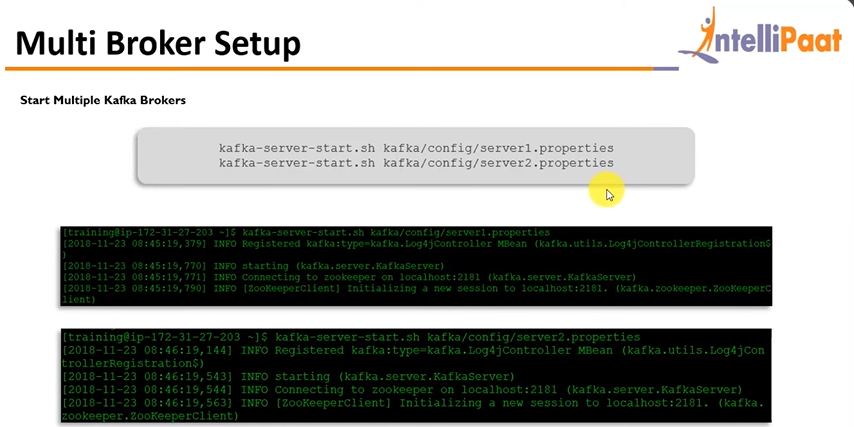 Multi Broker Setup
INTELLIPAAT
Start Multiple Kafka Brokers
kafka-server-start.sh kafka/config/server1.properties
kafka-server-start.sh kafka/config/server2.properties
[training@ip-172-31-27-203 ~]$ kafka-server-start.sh kafka/config/server1.properties
[2018-11-23 08:45:19,379] INFO Registered kafka:type=kafka.Log4jController MBean (kafka.utils.Log4jControllerRegistration$
)
[2018-11-23 08:45:19,770] INFO starting (kafka.server.KafkaServer)
[2018-11-23 08:45:19,771] INFO Connecting to zookeeper on localhost:2181 (kafka.server.KafkaServer)
[2018-11-23 08:45:19,790] INFO [ZooKeeperClient] Initializing a new session to localhost:2181. (kafka.zookeeper.ZooKeeperC
lient)
[training@ip-172-31-27-203 ~]$ kafka-server-start.sh kafka/config/server2.properties
[2018-11-23 08:46:19,144] INFO Registered kafka:type=kafka.Log4jController MBean (kafka.utils.Log4jCon
trollerRegistration$)
[2018-11-23 08:46:19,543] INFO starting (kafka.server.KafkaServer)
[2018-11-23 08:46:19,544] INFO Connecting to zookeeper on localhost:2181 (kafka.server.KafkaServer)
[2018-11-23 08:46:19,563] INFO [ZooKeeperClient] Initializing a new session to localhost:2181. (kafka.
zookeeper.ZooKeeperClient)